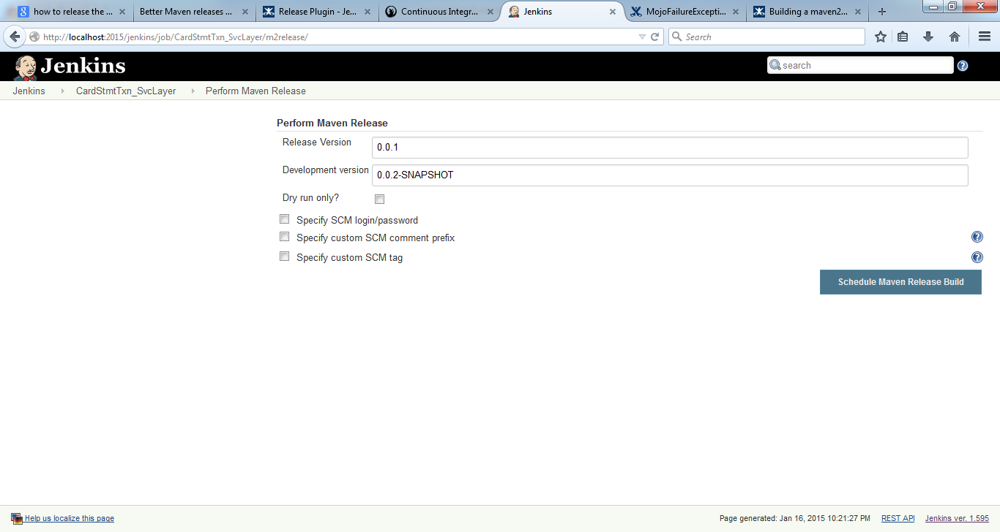 how to release the ...
Better Maven releases ...
Release Plugin - Je...
Continuous Integr...
Jenkins
MojoFailureExcepti...
Building a maven2...
http://localhost:2015/jenkins/job/CardStmtTxn_SvcLayer/m2release/
Search
Jenkins
search
Jenkins CardStmtTxn_SvcLayer Perform Maven Release
Perform Maven Release
Release Version 0.0.1
Development version 0.0.2-SNAPSHOT
Dry run only?
Specify SCM login/password
Specify custom SCM comment prefix
Specify custom SCM tag
Schedule Maven Release Build
Help us localize this page
Page generated: Jan 16, 2015 10:21:27 PM REST API Jenkins ver. 1.595